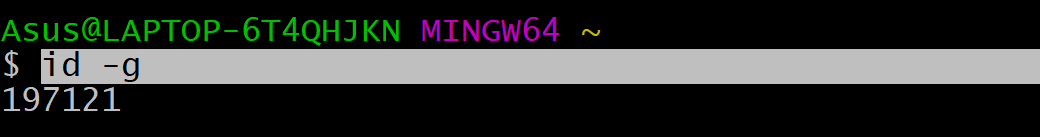 Asus@LAPTOP-6T4QHJKN MINGW64 ~
$ id -g
197121